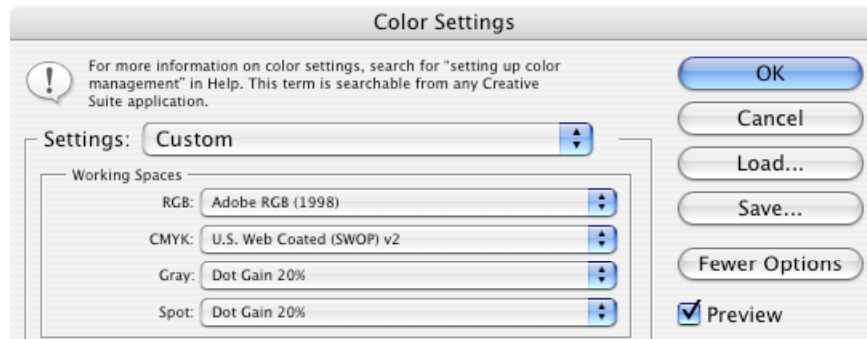 Color Settings
For more information on color settings, search for "setting up color
management" in Help. This term is searchable from any Creative
Suite application.
OK
Cancel
Settings: Custom
Load...
Working Spaces
RGB: Adobe RGB (1998)
Save...
CMYK: U.S. Web Coated (SWOP) v2
Gray: Dot Gain 20%
Fewer Options
Spot: Dot Gain 20%
Preview